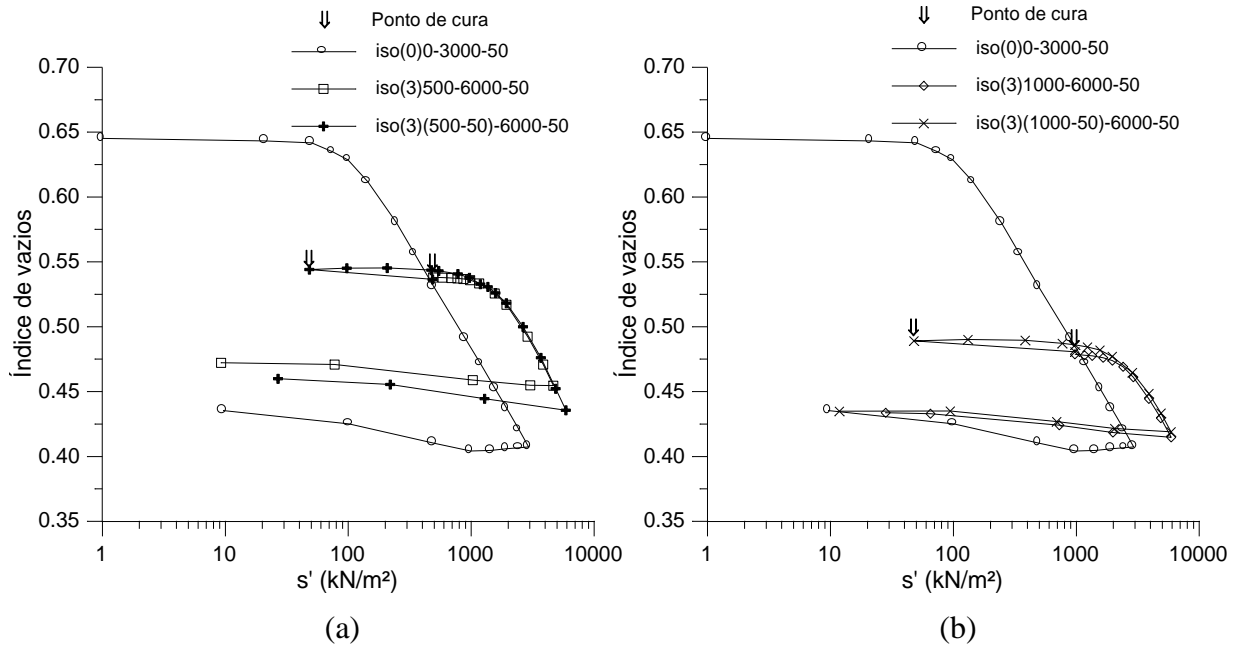 Ponto de cura
iso(0)0-3000-50
iso(3)500-6000-50
iso(3)(500-50)-6000-50
0.70
0.65
0.60
0.55
0.50
0.45
0.40
0.35
Índice de vazios
1
10
100
1000
10000
s' (kN/m²)
(a)
Ponto de cura
iso(0)0-3000-50
iso(3)1000-6000-50
iso(3)(1000-50)-6000-50
0.70
0.65
0.60
0.55
0.50
0.45
0.40
0.35
Índice de vazios
1
10
100
1000
10000
s' (kN/m²)
(b)